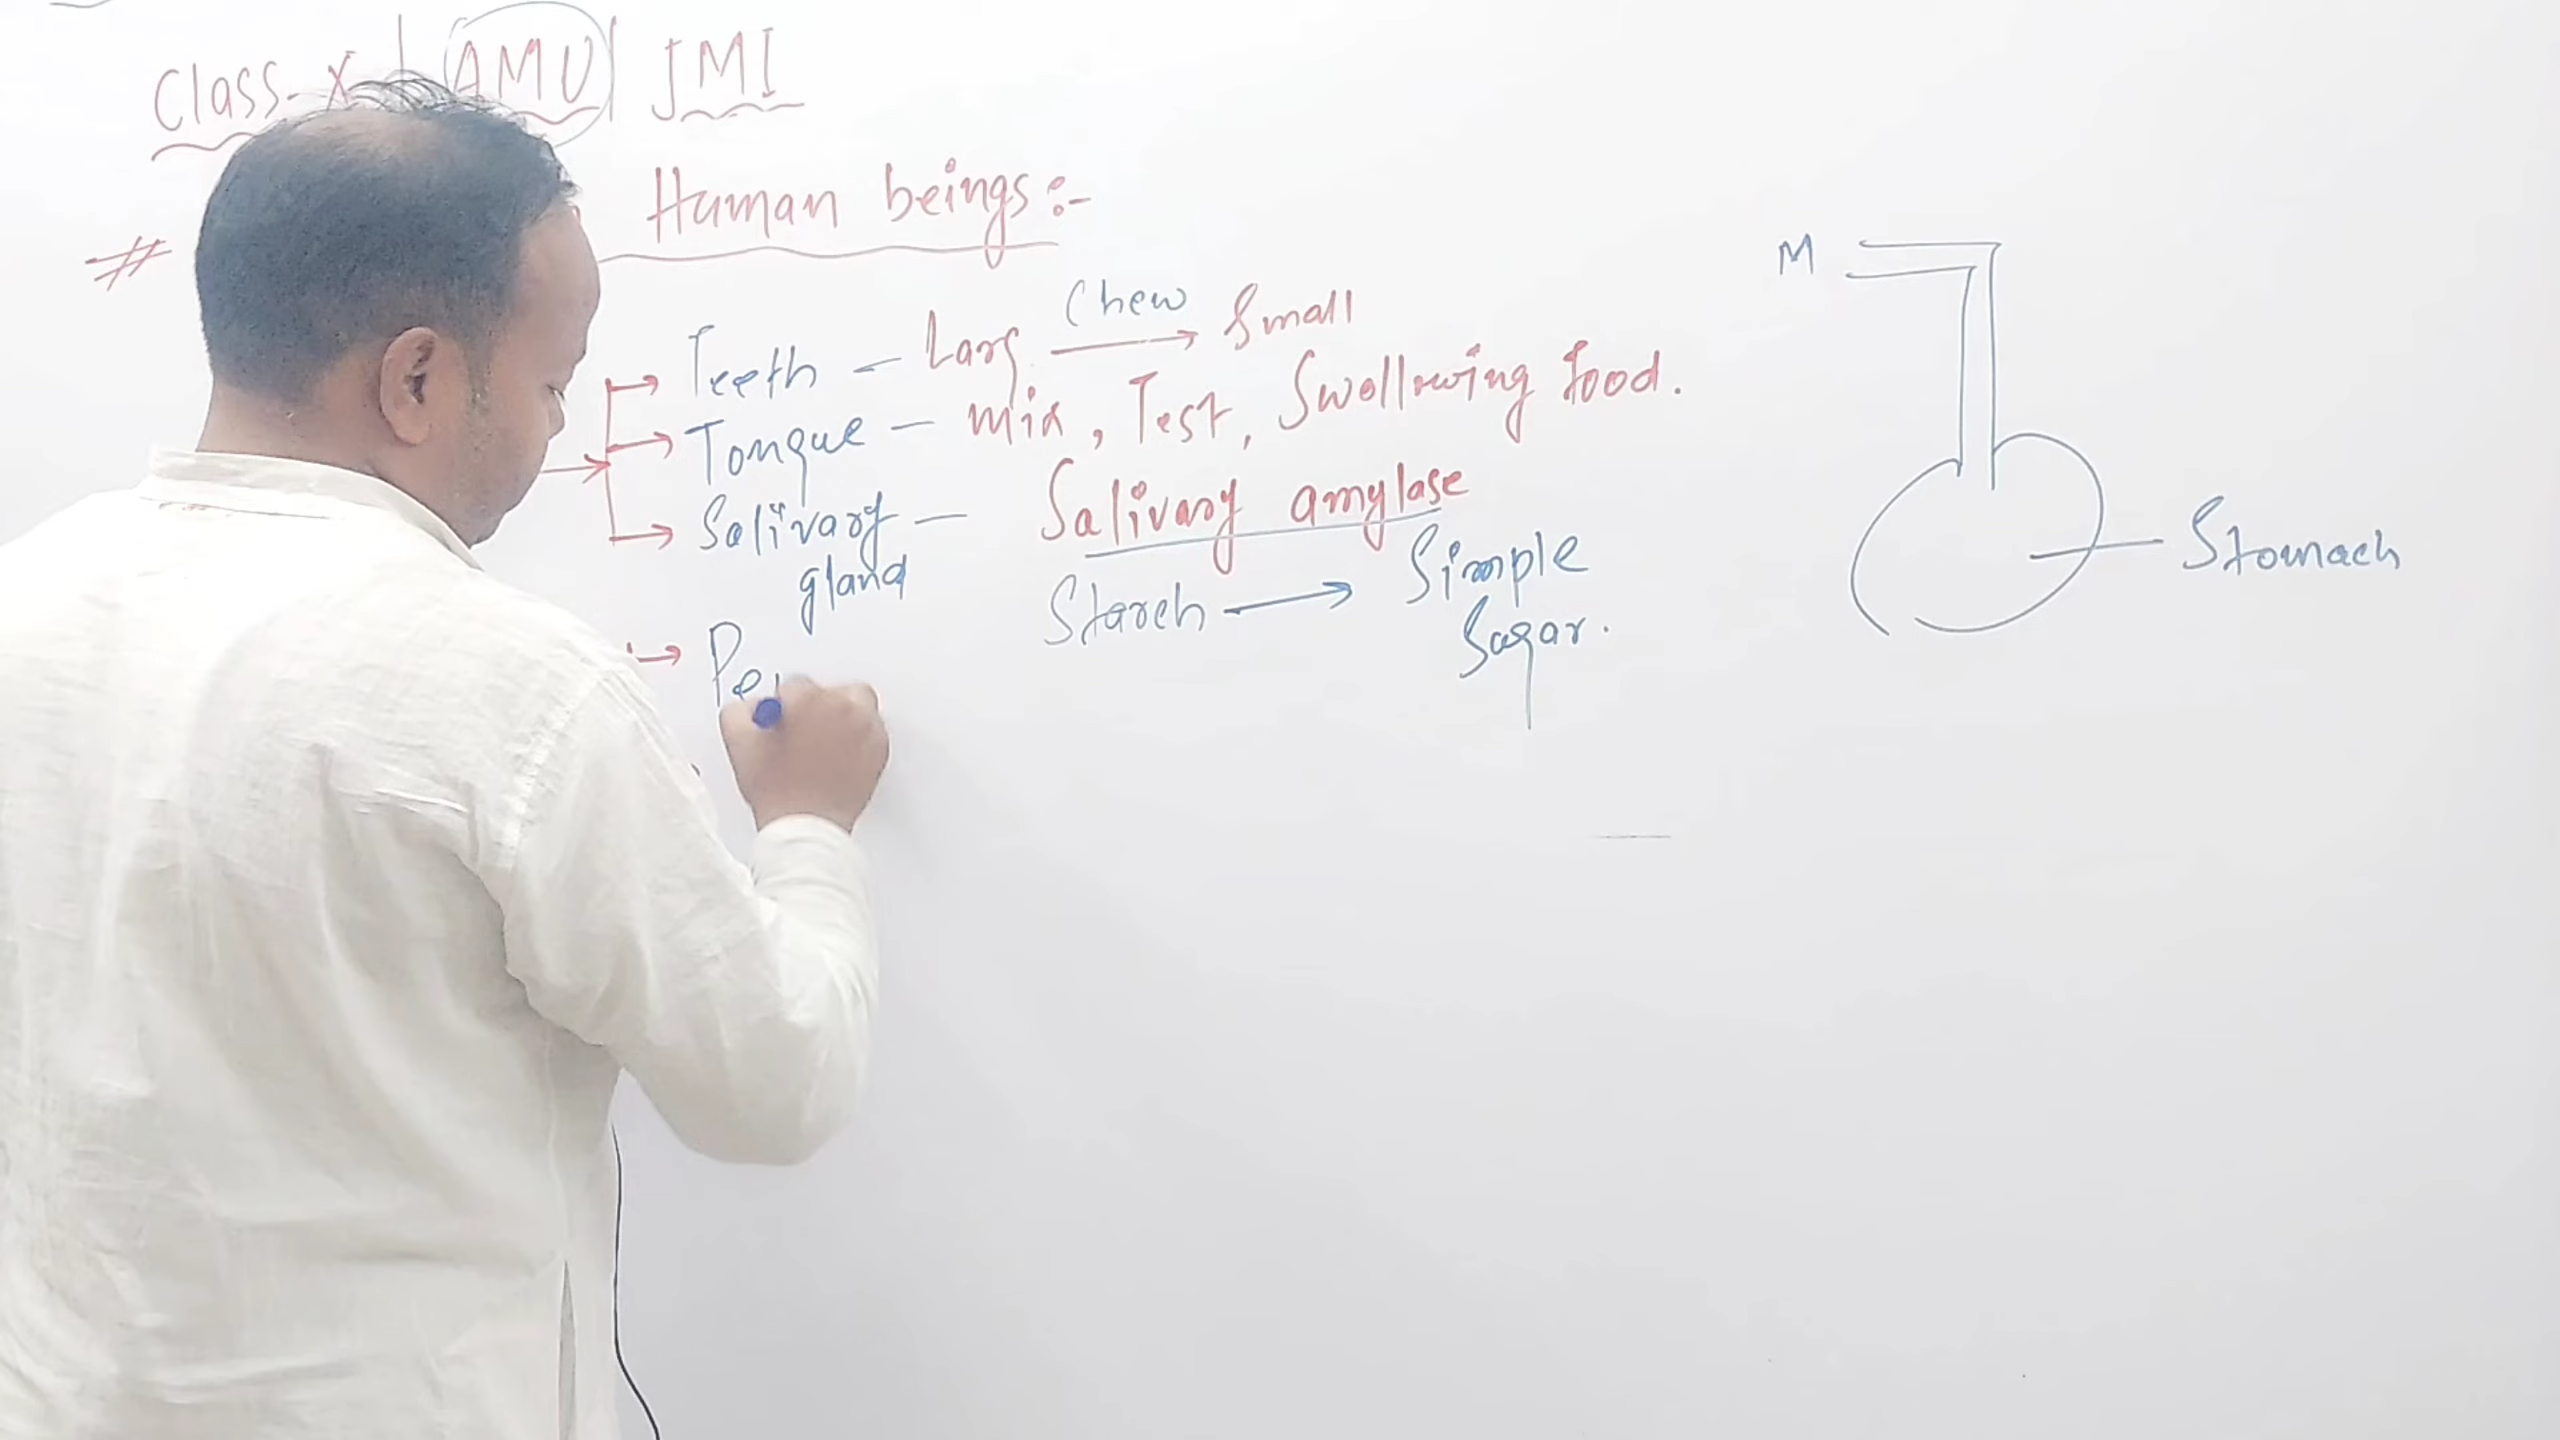 Class-X | AMU | JMI
# Human beings :-
Teeth - Larg Chew → Small
Tongue - mix, Test, Swollowing food.
Salivary gland - Salivary amylase
Starch → Simple Sugar.
Pe
M
Stomach